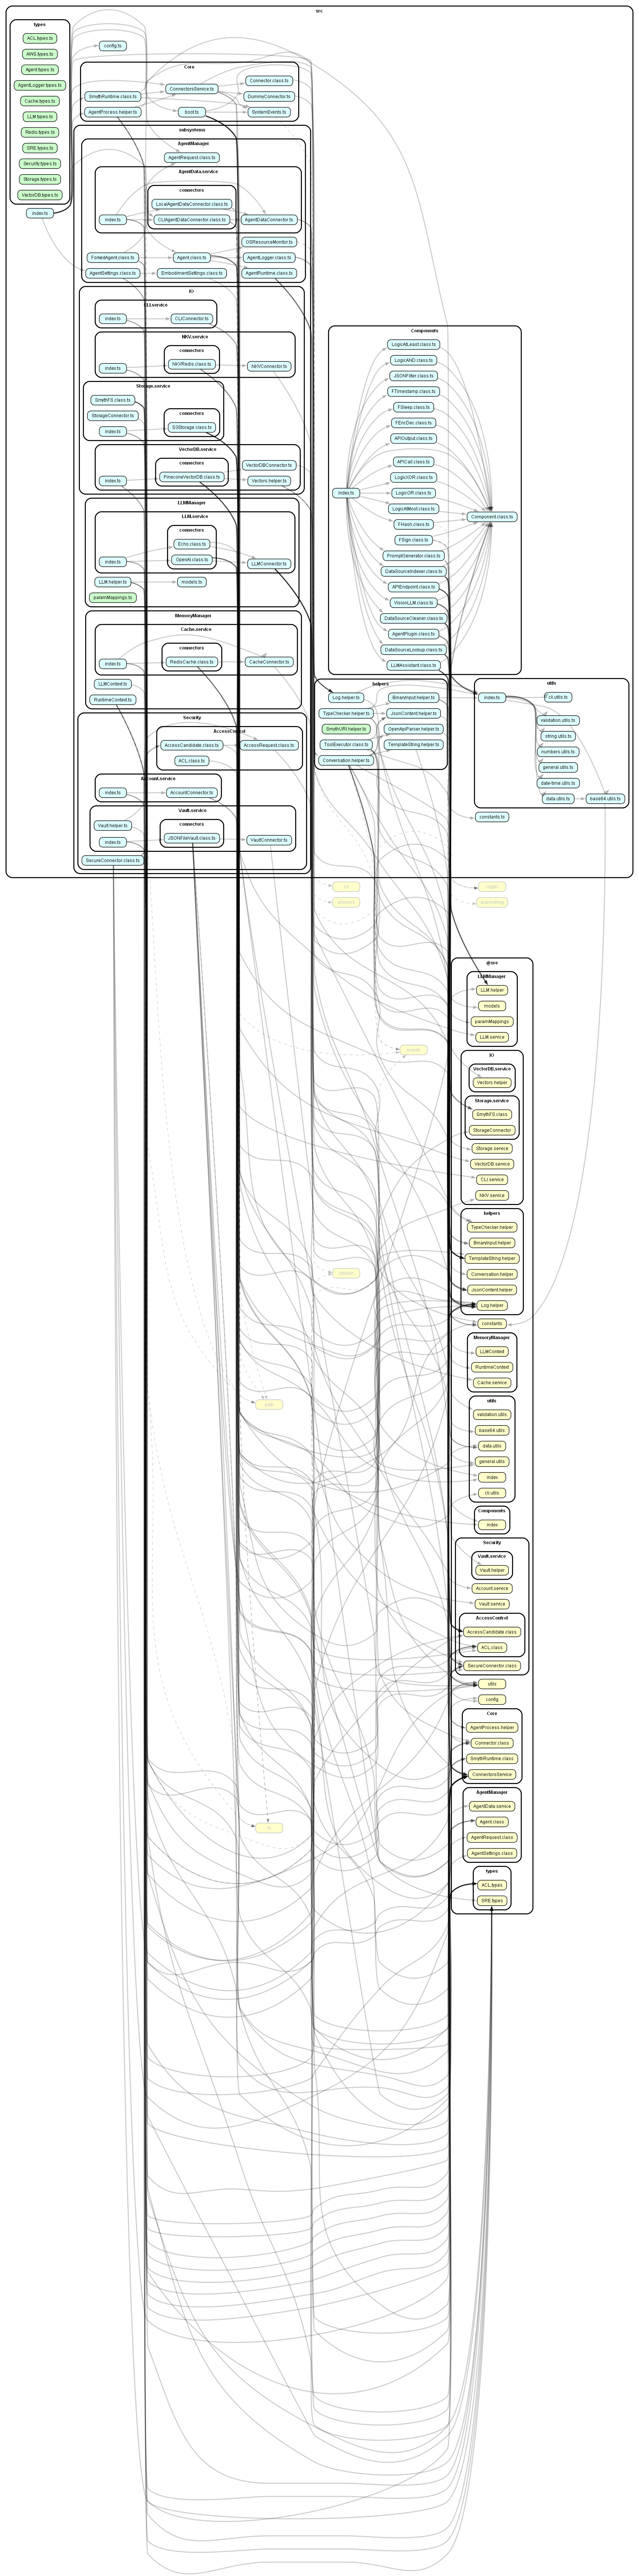 src
types
ACL.types.ts
AWS.types.ts
Agent.types.ts
AgentLogger.types.ts
Cache.types.ts
LLM.types.ts
Redis.types.ts
SRE.types.ts
Security.types.ts
Storage.types.ts
VectorDB.types.ts
index.ts
config.ts
Core
SmythRuntime.class.ts
AgentProcess.helper.ts
ConnectorsService.ts
boot.ts
Connector.class.ts
DummyConnector.ts
SystemEvents.ts
subsystems
AgentManager
AgentRequest.class.ts
AgentData.service
connectors
LocalAgentDataConnector.class.ts
index.ts
CLIAgentDataConnector.class.ts
AgentDataConnector.ts
OSResourceMonitor.ts
ForkedAgent.class.ts
Agent.class.ts
AgentLogger.class.ts
AgentSettings.class.ts
EmbodimentSettings.class.ts
AgentRuntime.class.ts
IO
CLI.service
index.ts
CLIConnector.ts
NKV.service
connectors
index.ts
NKVRedis.class.ts
NKVConnector.ts
Storage.service
SmythFS.class.ts
StorageConnector.ts
connectors
index.ts
S3Storage.class.ts
VectorDB.service
connectors
VectorDBConnector.ts
index.ts
PineconeVectorDB.class.ts
Vectors.helper.ts
LLMManager
LLM.service
connectors
Echo.class.ts
index.ts
OpenAI.class.ts
LLMConnector.ts
LLM.helper.ts
models.ts
paramMappings.ts
MemoryManager
Cache.service
connectors
index.ts
RedisCache.class.ts
CacheConnector.ts
LLMContext.ts
RuntimeContext.ts
Security
AccessControl
AccessCandidate.class.ts
AccessRequest.class.ts
ACL.class.ts
Account.service
index.ts
AccountConnector.ts
Vault.service
Vault.helper.ts
connectors
index.ts
JSONFileVault.class.ts
VaultConnector.ts
SecureConnector.class.ts
Components
LogicAtLeast.class.ts
LogicAND.class.ts
JSONFilter.class.ts
FTimestamp.class.ts
FSleep.class.ts
FEncDec.class.ts
APIOutput.class.ts
APICall.class.ts
LogicXOR.class.ts
index.ts
LogicOR.class.ts
LogicAtMost.class.ts
Component.class.ts
FHash.class.ts
FSign.class.ts
PromptGenerator.class.ts
DataSourceIndexer.class.ts
APIEndpoint.class.ts
VisionLLM.class.ts
DataSourceCleaner.class.ts
AgentPlugin.class.ts
DataSourceLookup.class.ts
LLMAssistant.class.ts
helpers
Log.helper.ts
BinaryInput.helper.ts
TypeChecker.helper.ts
JsonContent.helper.ts
SmythURI.helper.ts
OpenApiParser.helper.ts
ToolExecutor.class.ts
TemplateString.helper.ts
Conversation.helper.ts
utils
index.ts
cli.utils.ts
validation.utils.ts
string.utils.ts
numbers.utils.ts
general.utils.ts
date-time.utils.ts
data.utils.ts
base64.utils.ts
constants.ts
os
crypto
process
querystring
events
stream
path
fs
@sre
LLMManager
LLM.helper
models
paramMappings
LLM.service
IO
VectorDB.service
Vectors.helper
Storage.service
SmythFS.class
StorageConnector
Storage.service
VectorDB.service
CLI.service
NKV.service
helpers
TypeChecker.helper
BinaryInput.helper
TemplateString.helper
Conversation.helper
JsonContent.helper
Log.helper
constants
MemoryManager
LLMContext
RuntimeContext
Cache.service
utils
validation.utils
base64.utils
data.utils
general.utils
index
cli.utils
Components
index
Security
Vault.service
Vault.helper
Account.service
Vault.service
AccessControl
AccessCandidate.class
ACL.class
SecureConnector.class
utils
config
Core
AgentProcess.helper
Connector.class
SmythRuntime.class
ConnectorsService
AgentManager
AgentData.service
Agent.class
AgentRequest.class
AgentSettings.class
types
ACL.types
SRE.types